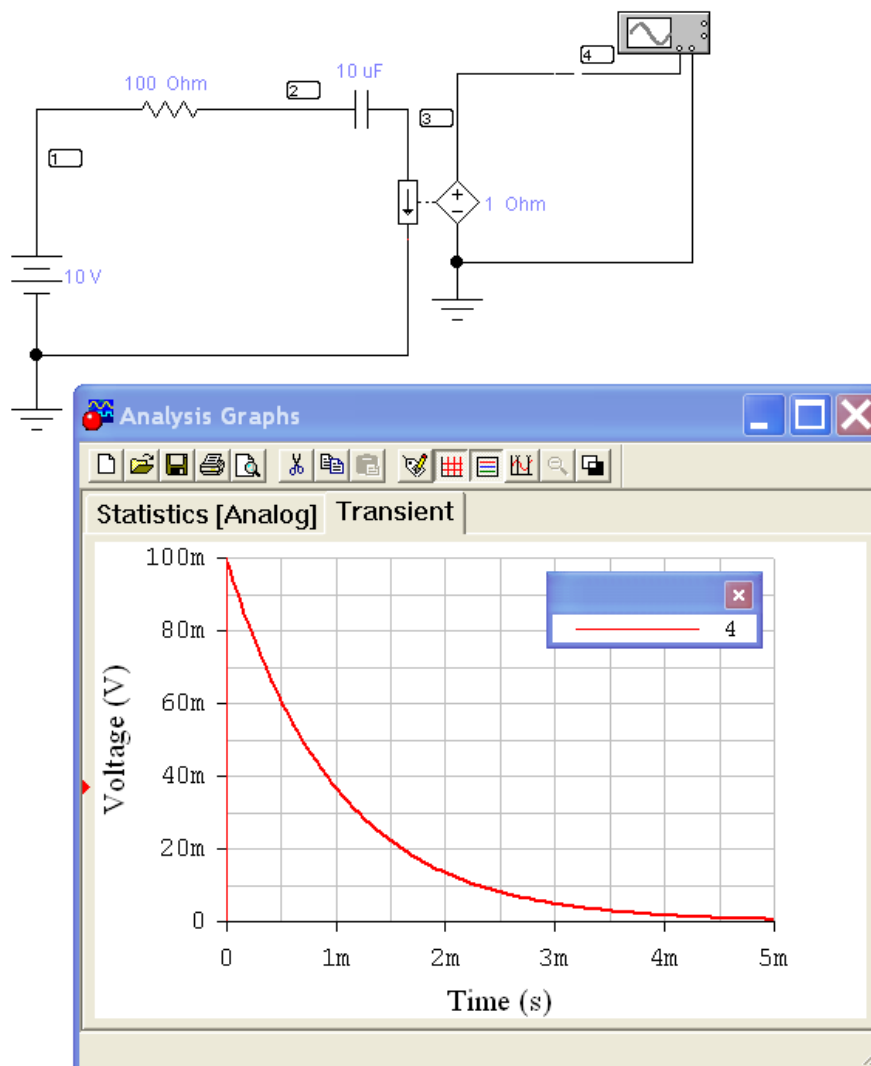 4
10 uF
100 Ohm
2
3
1
1 Ohm
10 V
Analysis Graphs
Statistics [Analog] Transient
100m
80m
60m
40m
20m
0
4
Voltage (V)
0 1m 2m 3m 4m 5m
Time (s)